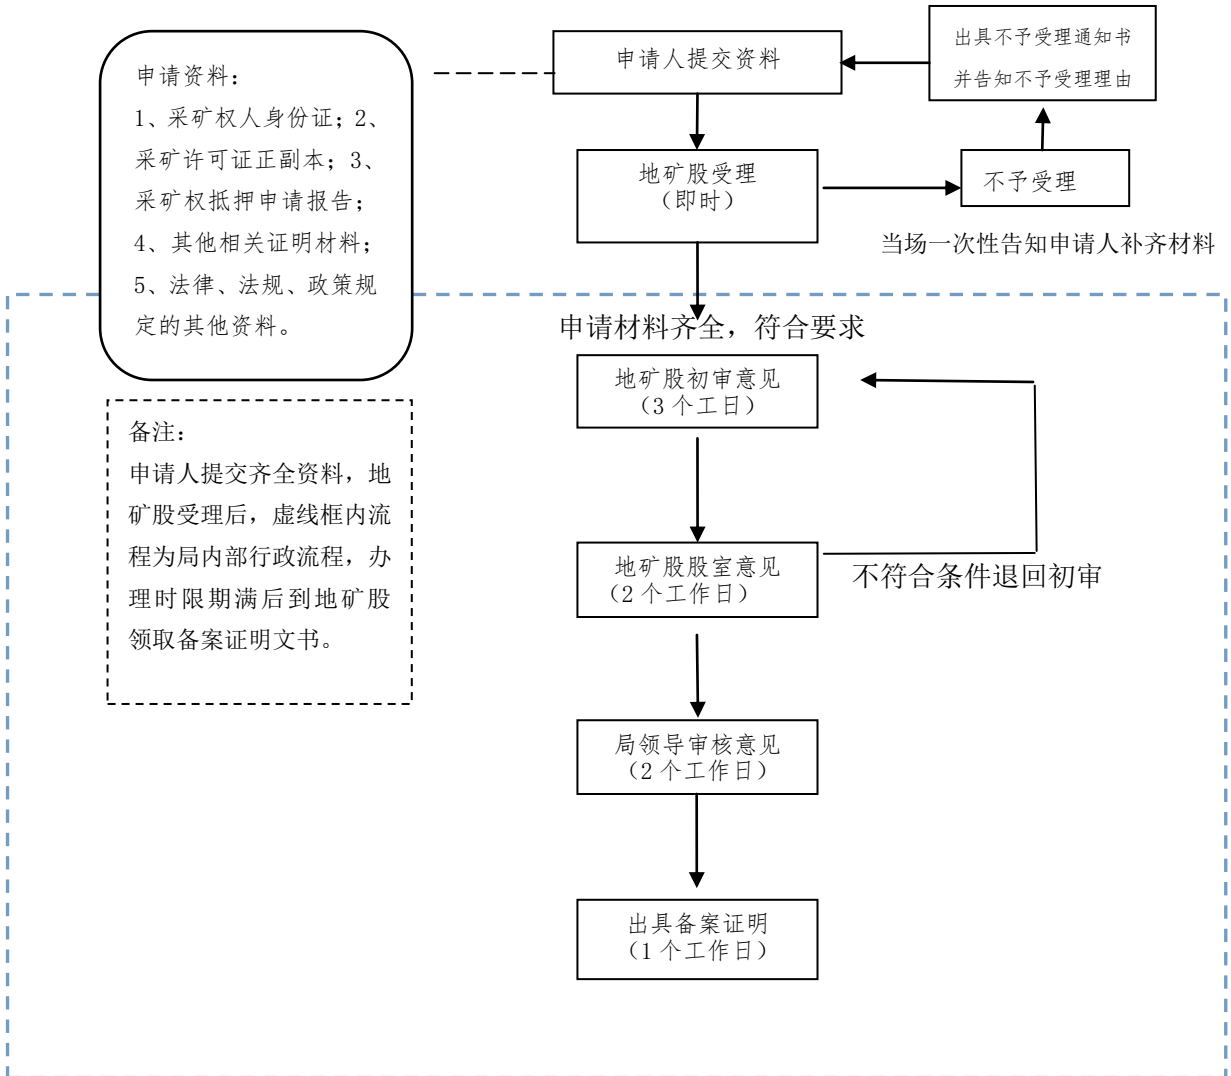 申请资料：
1、采矿权人身份证；2、
采矿许可证正副本；3、
采矿权抵押申请报告；
4、其他相关证明材料；
5、法律、法规、政策规
定的其他资料。
申请人提交资料
出具不予受理通知书
并告知不予受理理由
地矿股受理
（即时）
不予受理
当场一次性告知申请人补齐材料
申请材料齐全，符合要求
地矿股初审意见
（3 个工日）
备注：
申请人提交齐全资料，地
矿股受理后，虚线框内流
程为局内部行政流程，办
理时限期满后到地矿股
领取备案证明文书。
地矿股股室意见
（2 个工作日）
不符合条件退回初审
局领导审核意见
（2 个工作日）
出具备案证明
（1 个工作日）